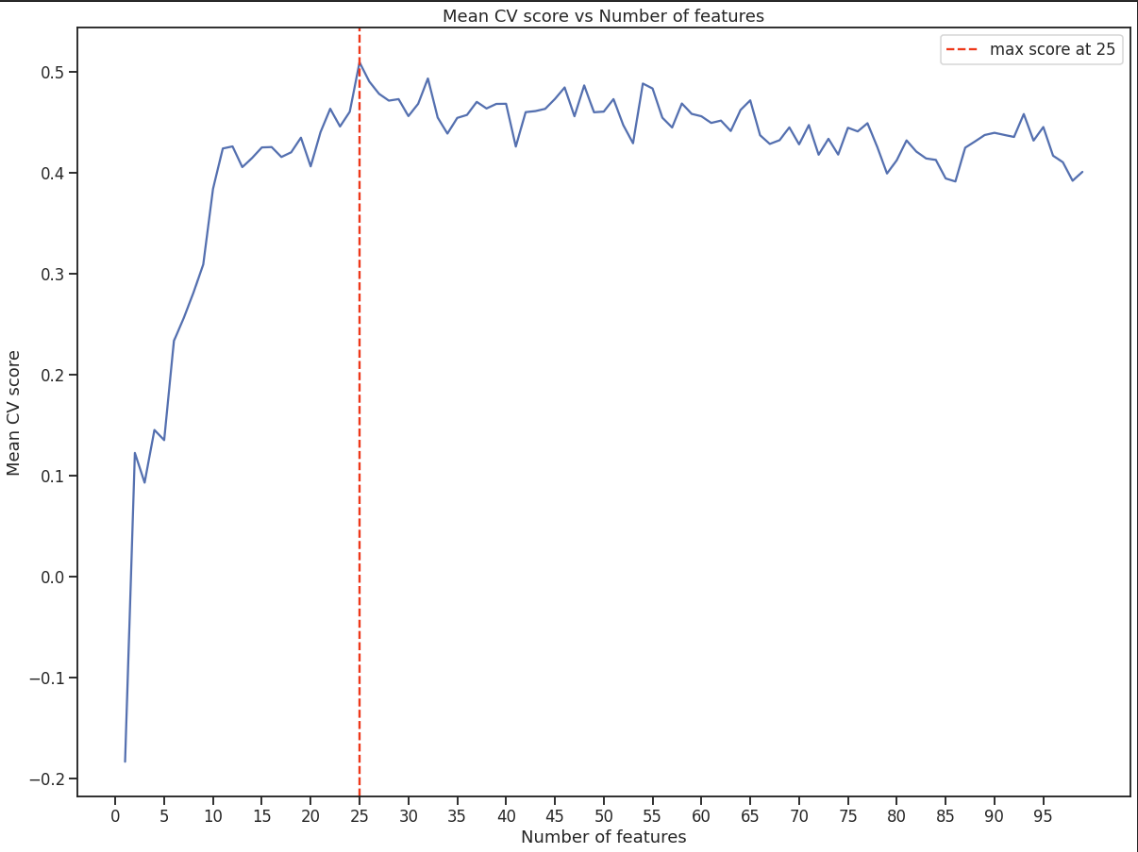 Mean CV score vs Number of features
max score at 25
0.5
0.4
0.3
0.2
0.1
0.0
−0.1
−0.2
Mean CV score
0 5 10 15 20 25 30 35 40 45 50 55 60 65 70 75 80 85 90 95
Number of features